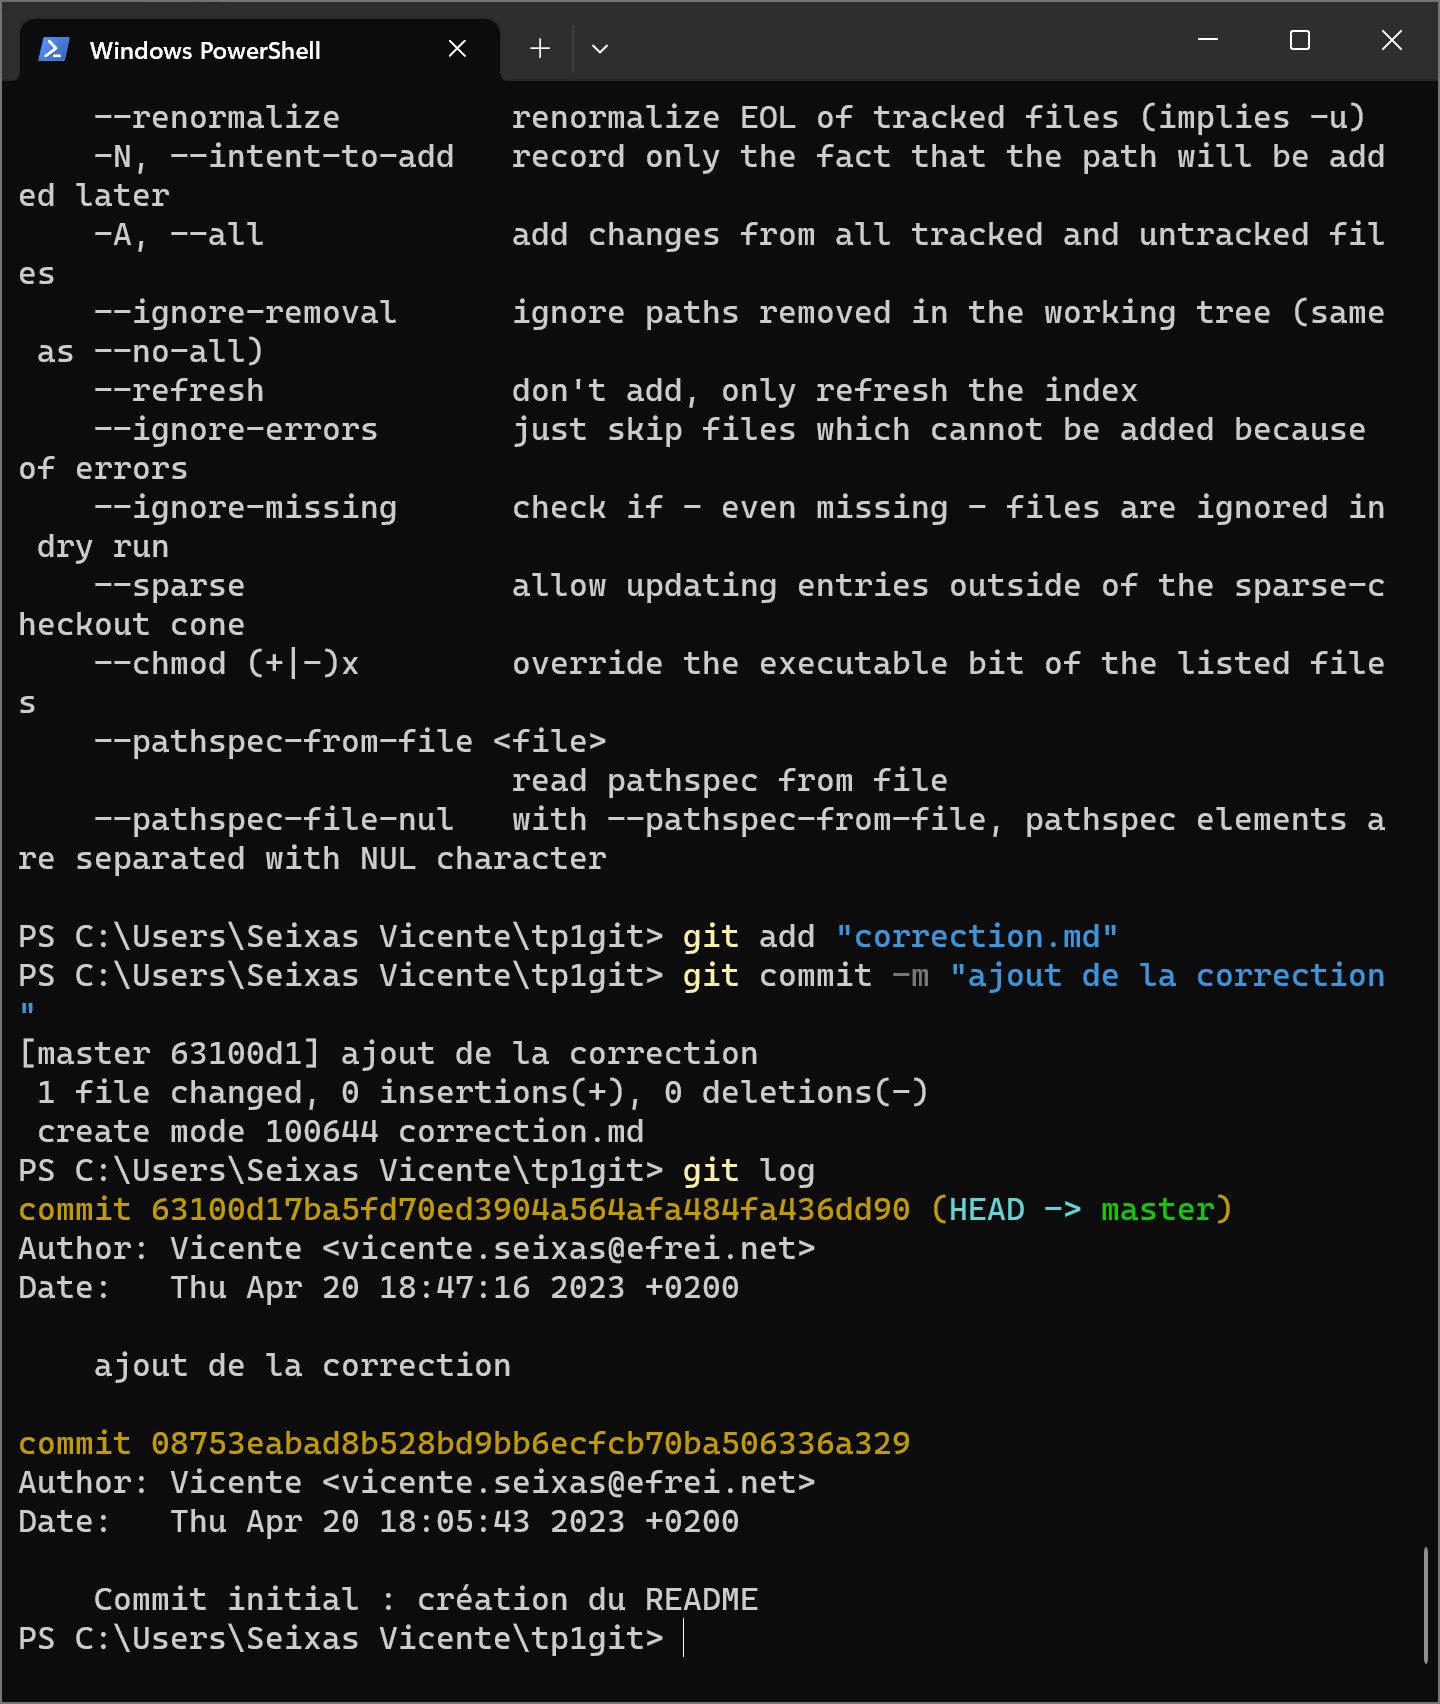 Windows PowerShell
--renormalize renormalize EOL of tracked files (implies -u)
-N, --intent-to-add record only the fact that the path will be add
ed later
-A, --all add changes from all tracked and untracked fil
es
--ignore-removal ignore paths removed in the working tree (same
as --no-all)
--refresh don't add, only refresh the index
--ignore-errors just skip files which cannot be added because
of errors
--ignore-missing check if - even missing - files are ignored in
dry run
--sparse allow updating entries outside of the sparse-c
heckout cone
--chmod (+|-)x override the executable bit of the listed file
s
--pathspec-from-file <file>
read pathspec from file
--pathspec-file-nul with --pathspec-from-file, pathspec elements a
re separated with NUL character
PS C:\Users\Seixas Vicente\tp1git> git add "correction.md"
PS C:\Users\Seixas Vicente\tp1git> git commit -m "ajout de la correction
"
[master 63100d1] ajout de la correction
1 file changed, 0 insertions(+), 0 deletions(-)
create mode 100644 correction.md
PS C:\Users\Seixas Vicente\tp1git> git log
commit 63100d17ba5fd70ed3904a564afa484fa436dd90 (HEAD -> master)
Author: Vicente <vicente.seixas@efrei.net>
Date:   Thu Apr 20 18:47:16 2023 +0200
ajout de la correction
commit 08753eabad8b528bd9bb6ecfcb70ba506336a329
Author: Vicente <vicente.seixas@efrei.net>
Date:   Thu Apr 20 18:05:43 2023 +0200
Commit initial : création du README
PS C:\Users\Seixas Vicente\tp1git>